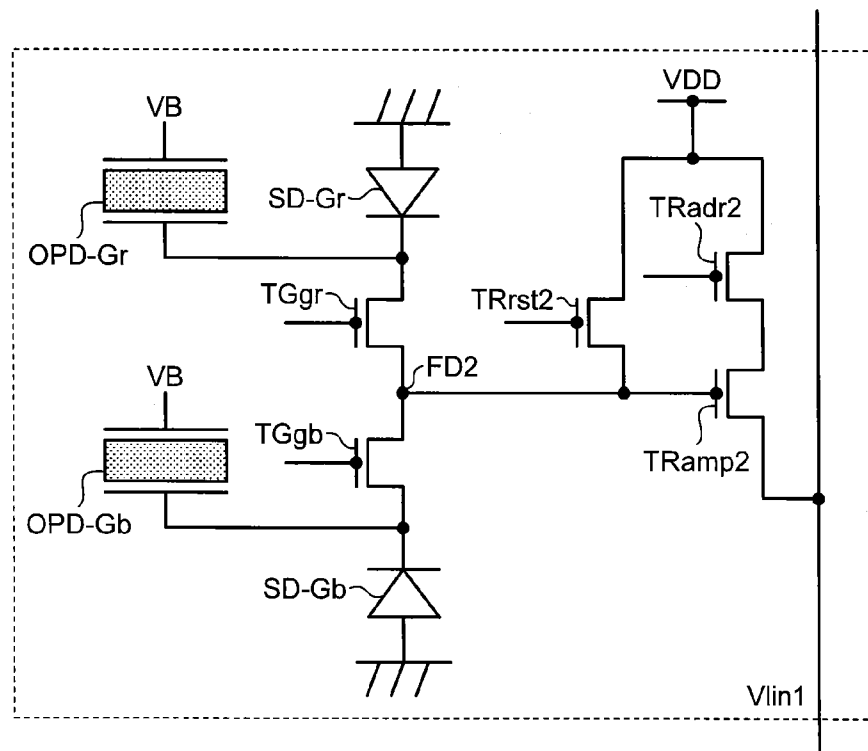 VDD
VB
SD-Gr
TRadr2
OPD-Gr
TGgr
TRrst2
VB
FD2
TGgb
TRamp2
OPD-Gb
SD-Gb
Vlin1